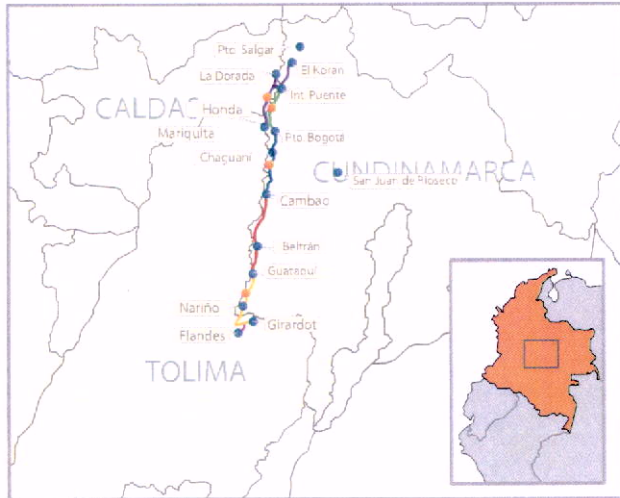 Pto. Salgar
El Koran
La Dorada
Int. Puente
CALDAS
Honda
Mariquita
Pto. Bogotá
Chaguaní
CUNDINAMARCA
San Juan de Rioseco
Cambao
Beltrán
Guataquí
Nariño
Girardot
Flandes
TOLIMA